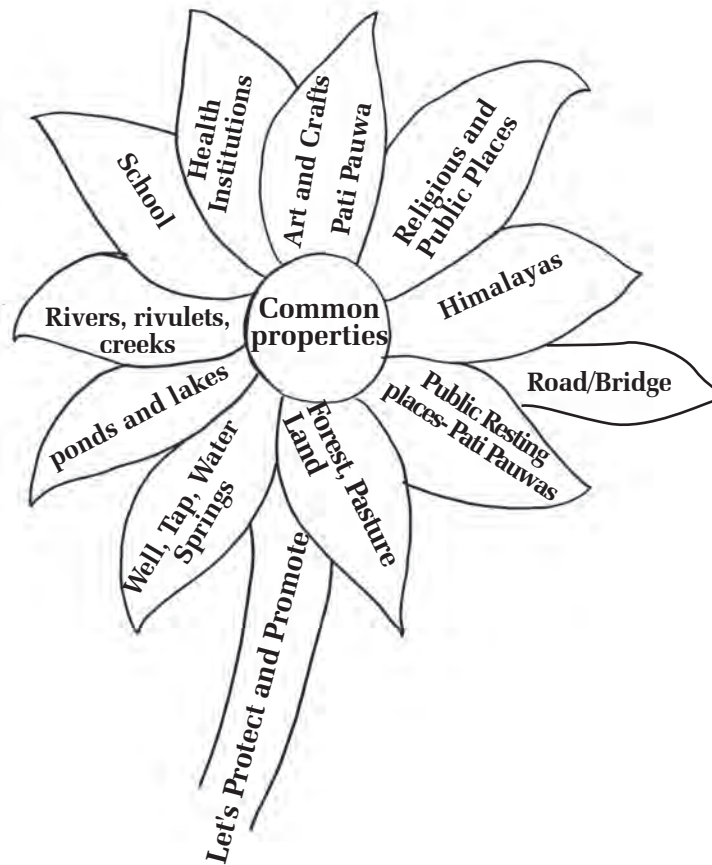 Common
properties
Art and Crafts
Pati Pauwa
Religious and
Public Places
Himalayas
Road/Bridge
Public Resting
places- Pati Pauwas
Forest, Pasture
Land
Well, Tap, Water
Springs
ponds and lakes
Rivers, rivulets,
creeks
School
Health
Institutions
Let's Protect and Promote